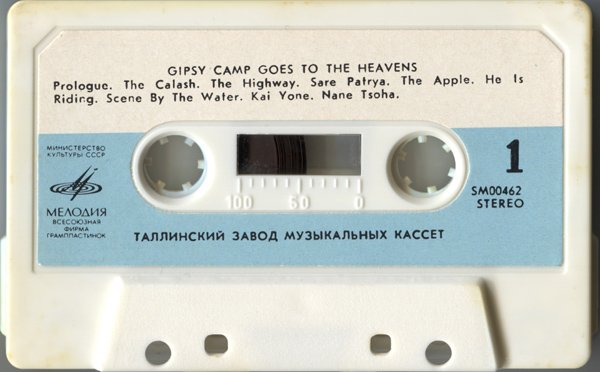 GIPSY CAMP GOES TO THE HEAVENS
Prologue. The Calash. The Highway. Sare Patrya. The Apple. He Is
Riding. Scene By The Water. Kai Yone. Nane Tsoha.
МИНИСТЕРСТВО
КУЛЬТУРЫ СССР
МЕЛОДИЯ
ВСЕСОЮЗНАЯ
ФИРМА
ГРАМПЛАСТИНОК
100 50 0
1
SM00462
STEREO
ТАЛЛИНСКИЙ ЗАВОД МУЗЫКАЛЬНЫХ КАССЕТ